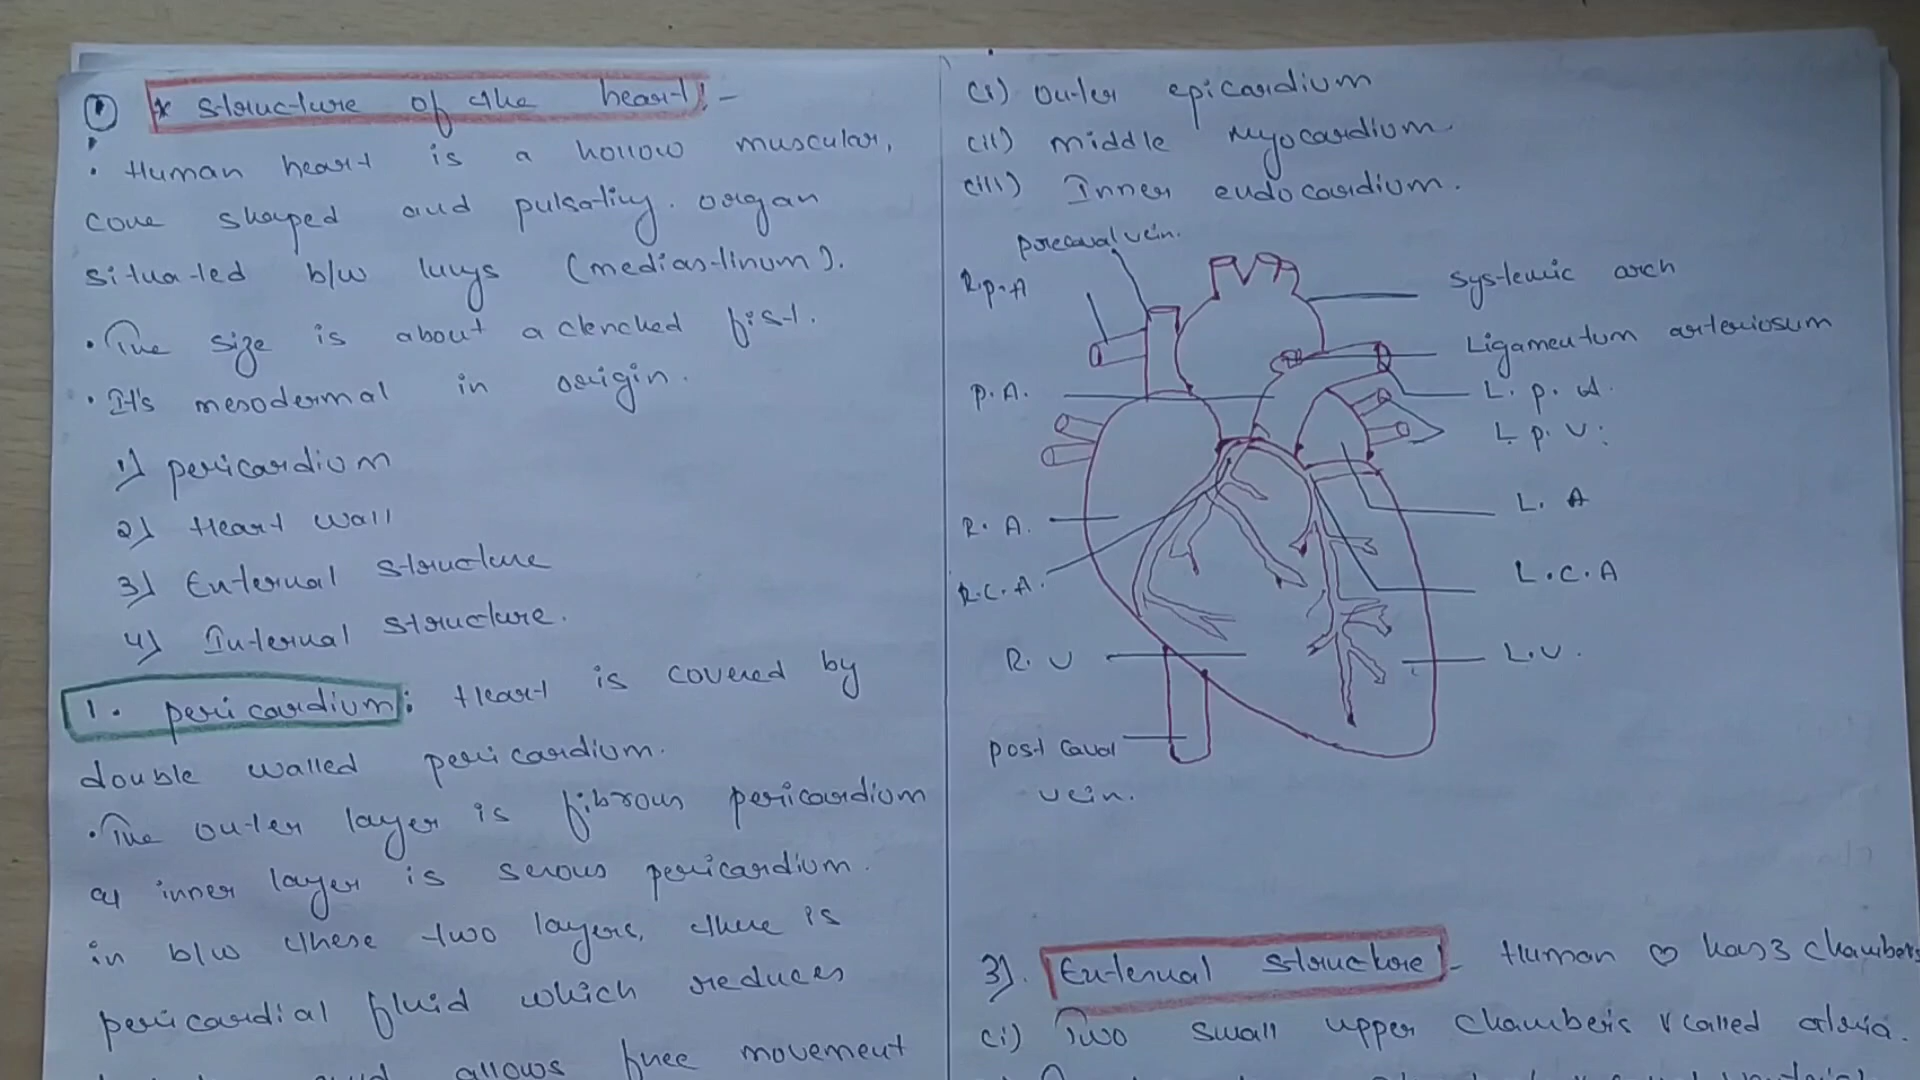 ① * Structure of the heart :-
• Human heart is a hollow muscular,
cone shaped and pulsating. organ
situated b/w lungs (mediastinum).
• The size is about a clenched fist.
• It's mesodermal in origin.
1) pericardium
2) Heart wall
3) External structure
4) Internal structure.
1. pericardium: Heart is covered by
double walled pericardium.
• The outer layer is fibrous pericardium
& inner layer is serous pericardium.
in b/w these two layers, there is
pericardial fluid which reduces
allows free movement
(i) outer epicardium
(ii) middle myocardium
(iii) Inner endocardium.
precaval vein.
R.P.A
systemic arch
Ligamentum arteriosum
P.A.
L.P.A.
L.P.V.
R.A.
L.A
R.C.A.
L.C.A
R.V
L.V.
post caval
vein.
3). External structure :- Human ♡ has 3 chambers
(i) Two small upper chambers called atria.